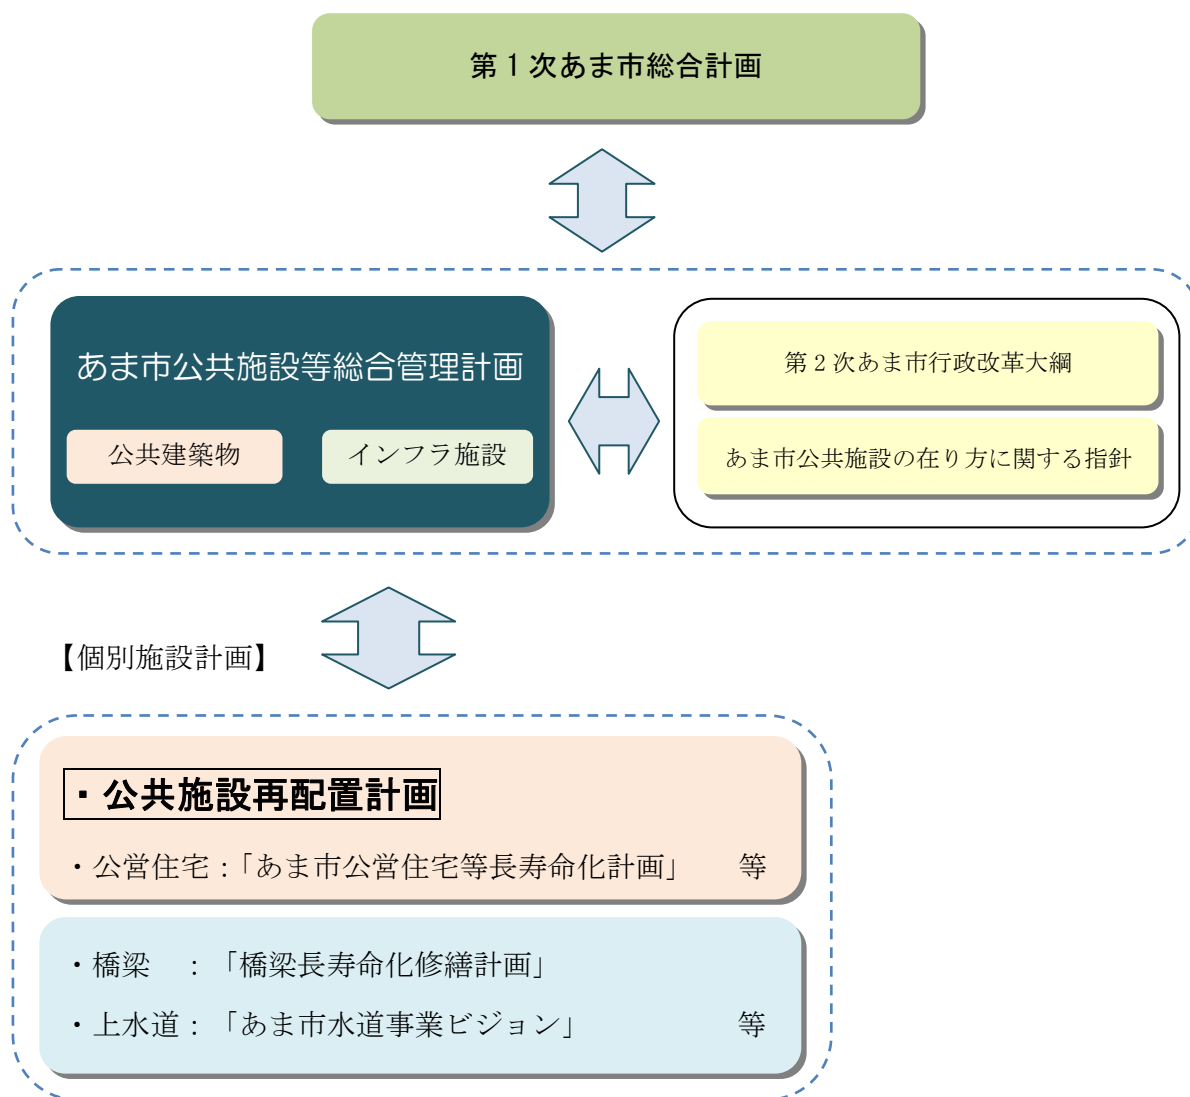 第1次あま市総合計画
あま市公共施設等総合管理計画
公共建築物
インフラ施設
第2次あま市行政改革大綱
あま市公共施設の在り方に関する指針
【個別施設計画】
・公共施設再配置計画
・公営住宅：「あま市公営住宅等長寿命化計画」　　等
・橋梁　：「橋梁長寿命化修繕計画」
・上水道：「あま市水道事業ビジョン」　　　　　等